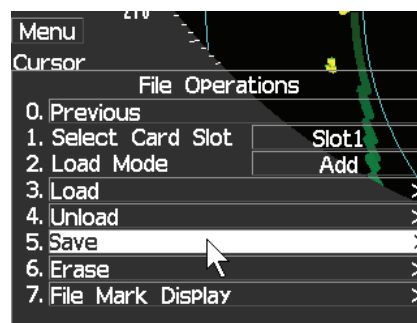 Menu
Cursor
File Operations
0. Previous
1. Select Card Slot Slot1
2. Load Mode Add
3. Load >
4. Unload >
5. Save >
6. Erase >
7. File Mark Display >